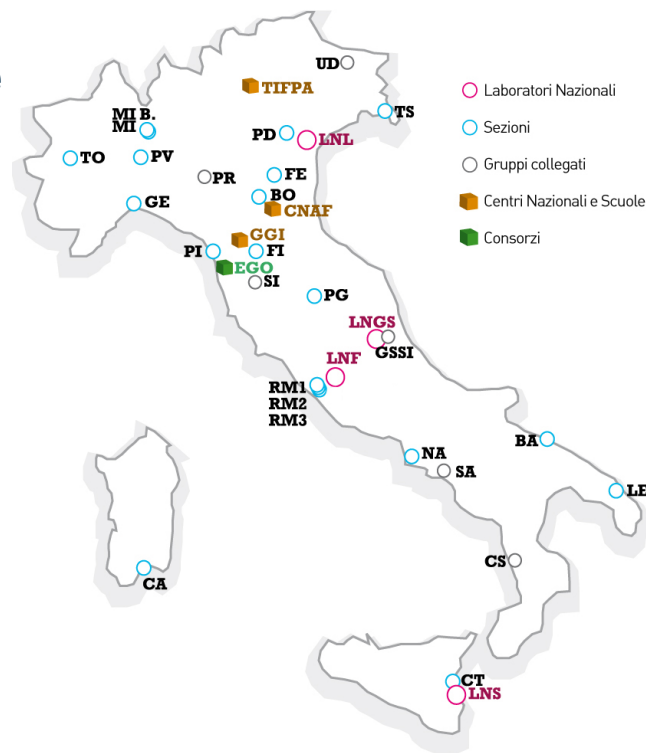 e
UD
TIFPA
Laboratori Nazionali
MI B.
TS
Sezioni
MI
PD
LNL
TO
PV
Gruppi collegati
PR
FE
BO
Centri Nazionali e Scuole
GE
CNAF
GGI
Consorzi
PI
FI
EGO
SI
PG
LNGS
GSSI
LNF
RM1
RM2
RM3
NA
BA
SA
LE
CS
CA
CT
LNS